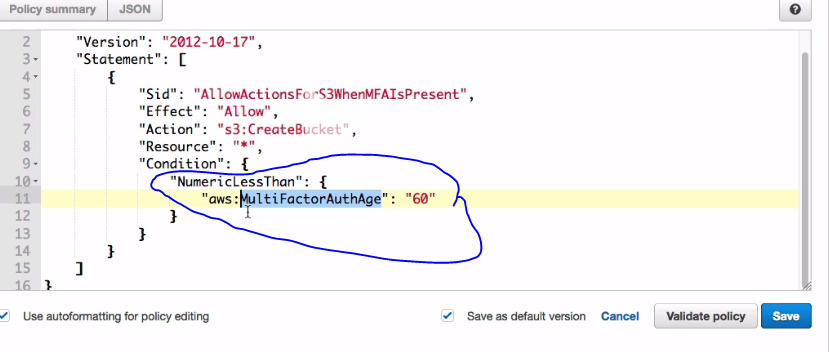 Policy summary JSON
2 "Version": "2012-10-17",
3 "Statement": [
4 {
5 "Sid": "AllowActionsForS3WhenMFAIsPresent",
6 "Effect": "Allow",
7 "Action": "s3:CreateBucket",
8 "Resource": "*",
9 "Condition": {
10 "NumericLessThan": {
11 "aws:MultiFactorAuthAge": "60"
12 }
13 }
14 }
15 ]
16 }
Use autoformatting for policy editing Save as default version Cancel Validate policy Save